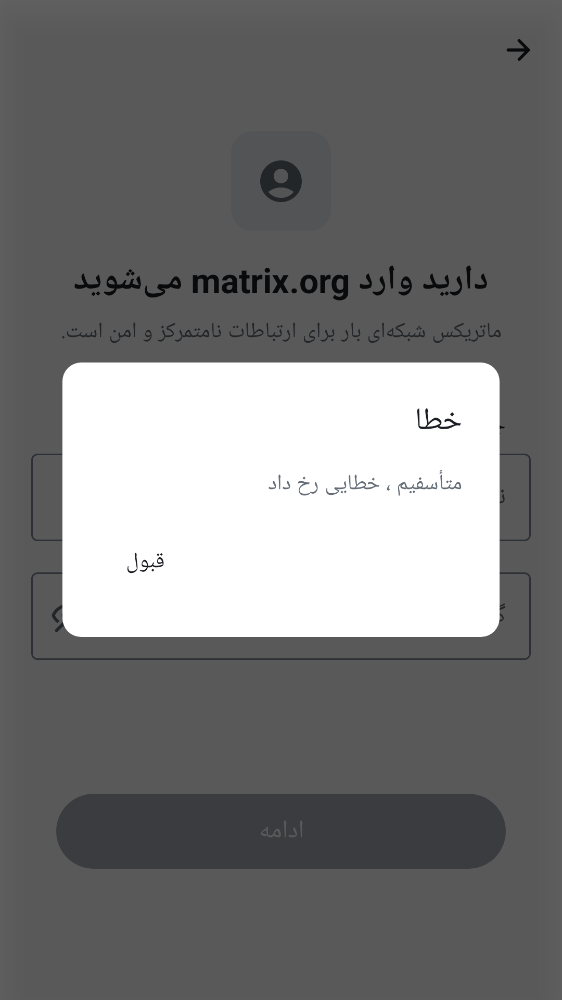 دارید وارد matrix.org می‌شوید
ماتریکس شبکه‌ای بار برای ارتباطات نامتمرکز و امن است.
خطا
متأسفیم ، خطایی رخ داد
قبول
ادامه